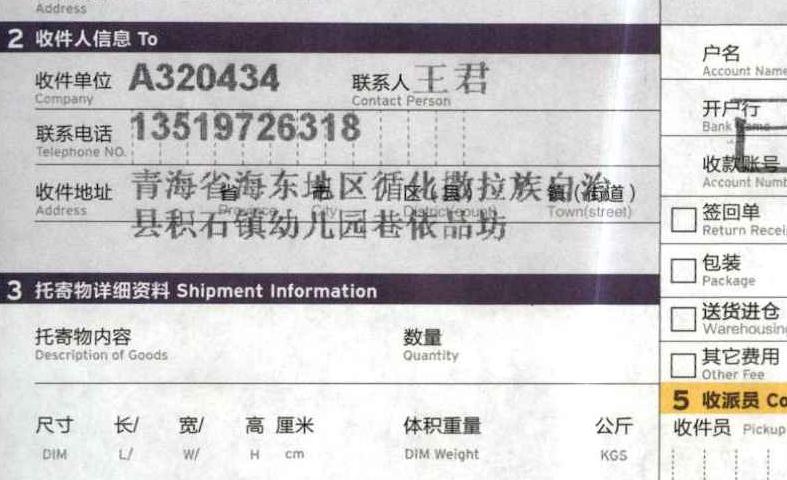 Address
2 收件人信息 To
收件单位 A320434 联系人 王君
Company Contact Person
联系电话 13519726318
Telephone NO.
收件地址 青海省海东地区循化撒拉族自治
省 市 区(县) 镇(街道)
Address Province City District(county) Town(street)
县积石镇幼儿园巷依品坊
3 托寄物详细资料 Shipment Information
托寄物内容 数量
Description of Goods Quantity
尺寸 长/ 宽/ 高 厘米 体积重量 公斤
DIM L/ W/ H cm DIM Weight KGS
户名
Account Name
开户行
Bank Name
收款账号
Account Numb
签回单
Return Recei
包装
Package
送货进仓
Warehousing
其它费用
Other Fee
5 收派员 Co
收件员 Pickup